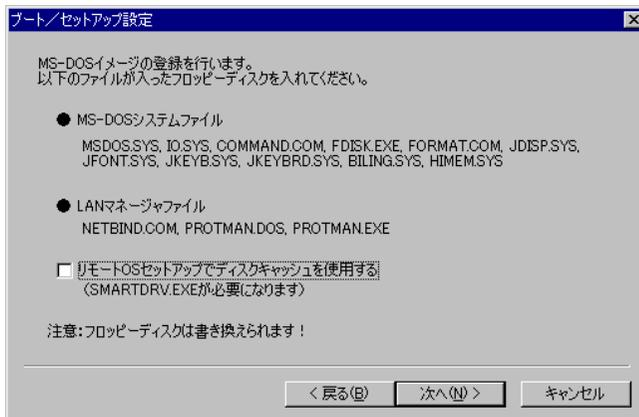 ブート／セットアップ設定
MS-DOSイメージの登録を行います。
以下のファイルが入ったフロッピーディスクを入れてください。
● MS-DOSシステムファイル
MSDOS.SYS, IO.SYS, COMMAND.COM, FDISK.EXE, FORMAT.COM, JDISP.SYS,
JFONT.SYS, JKEYB.SYS, JKEYBRD.SYS, BILING.SYS, HIMEM.SYS
● LANマネージャファイル
NETBIND.COM, PROTMAN.DOS, PROTMAN.EXE
リモートOSセットアップでディスクキャッシュを使用する
（SMARTDRV.EXEが必要になります）
注意：フロッピーディスクは書き換えられます！
< 戻る(B) 次へ(N) > キャンセル